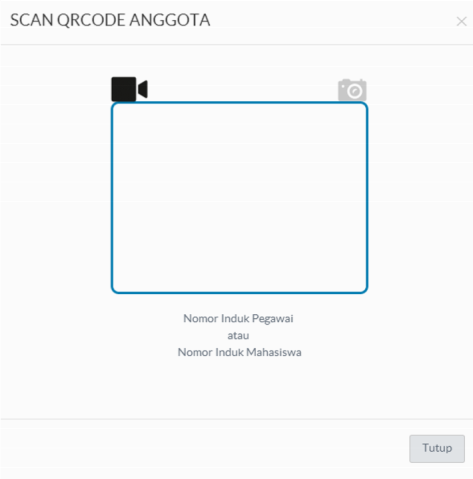 SCAN QRCODE ANGGOTA
Nomor Induk Pegawai
atau
Nomor Induk Mahasiswa
Tutup